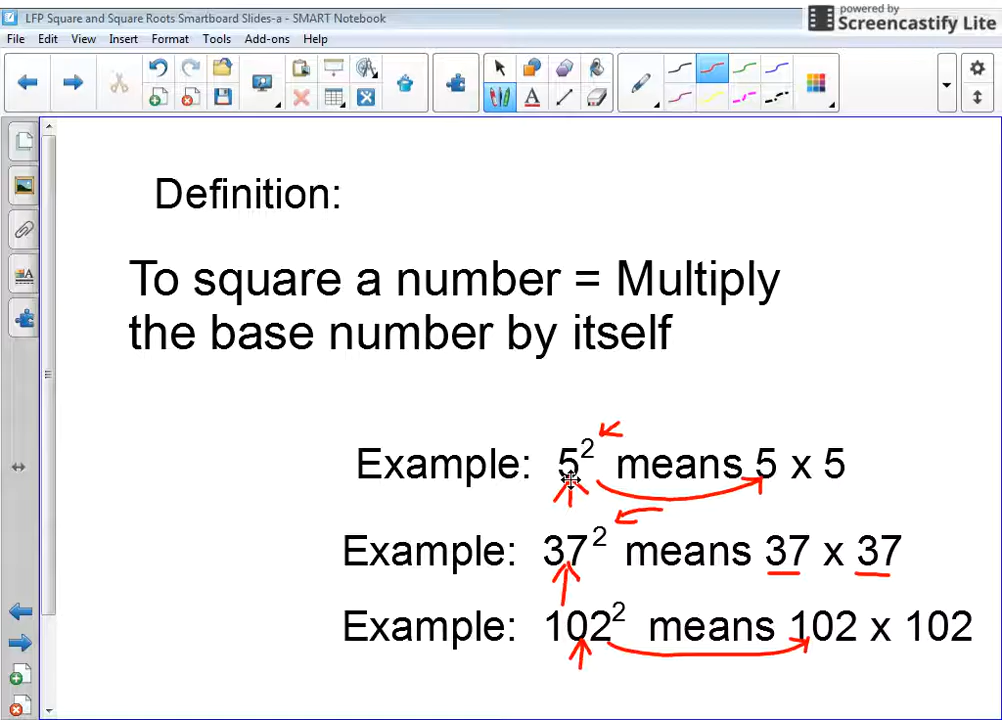 LFP Square and Square Roots Smartboard Slides-a - SMART Notebook
powered by
Screencastify Lite
File Edit View Insert Format Tools Add-ons Help
Definition:
To square a number = Multiply
the base number by itself
Example: 5² means 5 x 5
Example: 37² means 37 x 37
Example: 102² means 102 x 102